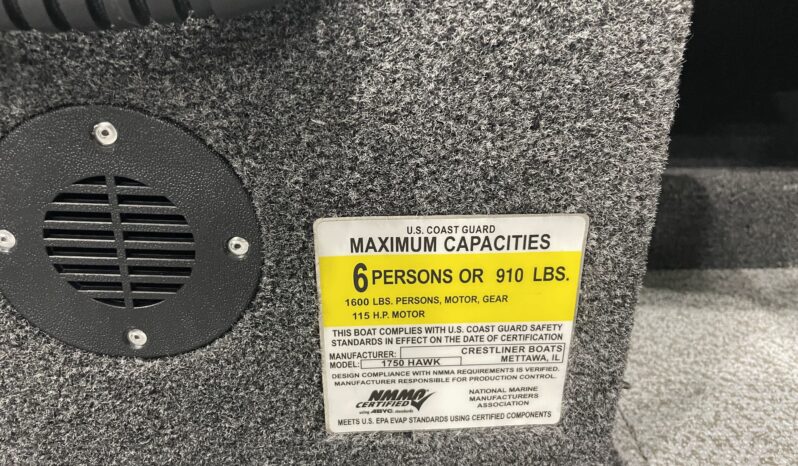 U.S. COAST GUARD
MAXIMUM CAPACITIES
6 PERSONS OR 910 LBS.
1600 LBS. PERSONS, MOTOR, GEAR
115 H.P. MOTOR
THIS BOAT COMPLIES WITH U.S. COAST GUARD SAFETY
STANDARDS IN EFFECT ON THE DATE OF CERTIFICATION
MANUFACTURER: CRESTLINER BOATS
METTAWA, IL
MODEL: 1750 HAWK
DESIGN COMPLIANCE WITH NMMA REQUIREMENTS IS VERIFIED.
MANUFACTURER RESPONSIBLE FOR PRODUCTION CONTROL.
NMMA
CERTIFIED
using ABYC standards
NATIONAL MARINE
MANUFACTURERS
ASSOCIATION
MEETS U.S. EPA EVAP STANDARDS USING CERTIFIED COMPONENTS